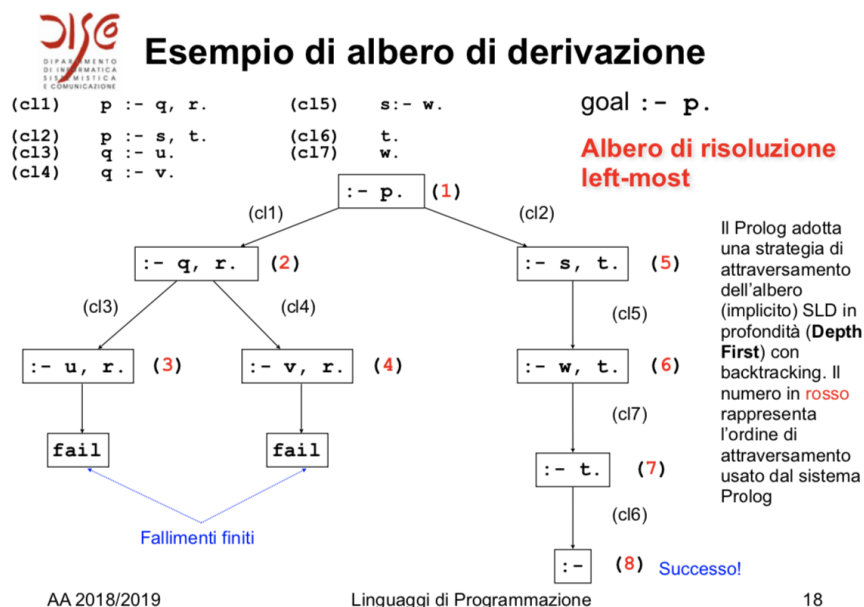 DISCo
DIPARTIMENTO
DI INFORMATICA
SISTEMISTICA
E COMUNICAZIONE
Esempio di albero di derivazione
(cl1) p :- q, r.
(cl2) p :- s, t.
(cl3) q :- u.
(cl4) q :- v.
(cl5) s:- w.
(cl6) t.
(cl7) w.
goal :- p.
Albero di risoluzione
left-most
:- p. (1)
(cl1) (cl2)
:- q, r. (2) :- s, t. (5)
(cl3) (cl4) (cl5)
:- u, r. (3) :- v, r. (4) :- w, t. (6)
(cl7)
fail fail :- t. (7)
(cl6)
Fallimenti finiti
:- (8) Successo!
Il Prolog adotta
una strategia di
attraversamento
dell'albero
(implicito) SLD in
profondità (Depth
First) con
backtracking. Il
numero in rosso
rappresenta
l'ordine di
attraversamento
usato dal sistema
Prolog
AA 2018/2019 Linguaggi di Programmazione 18